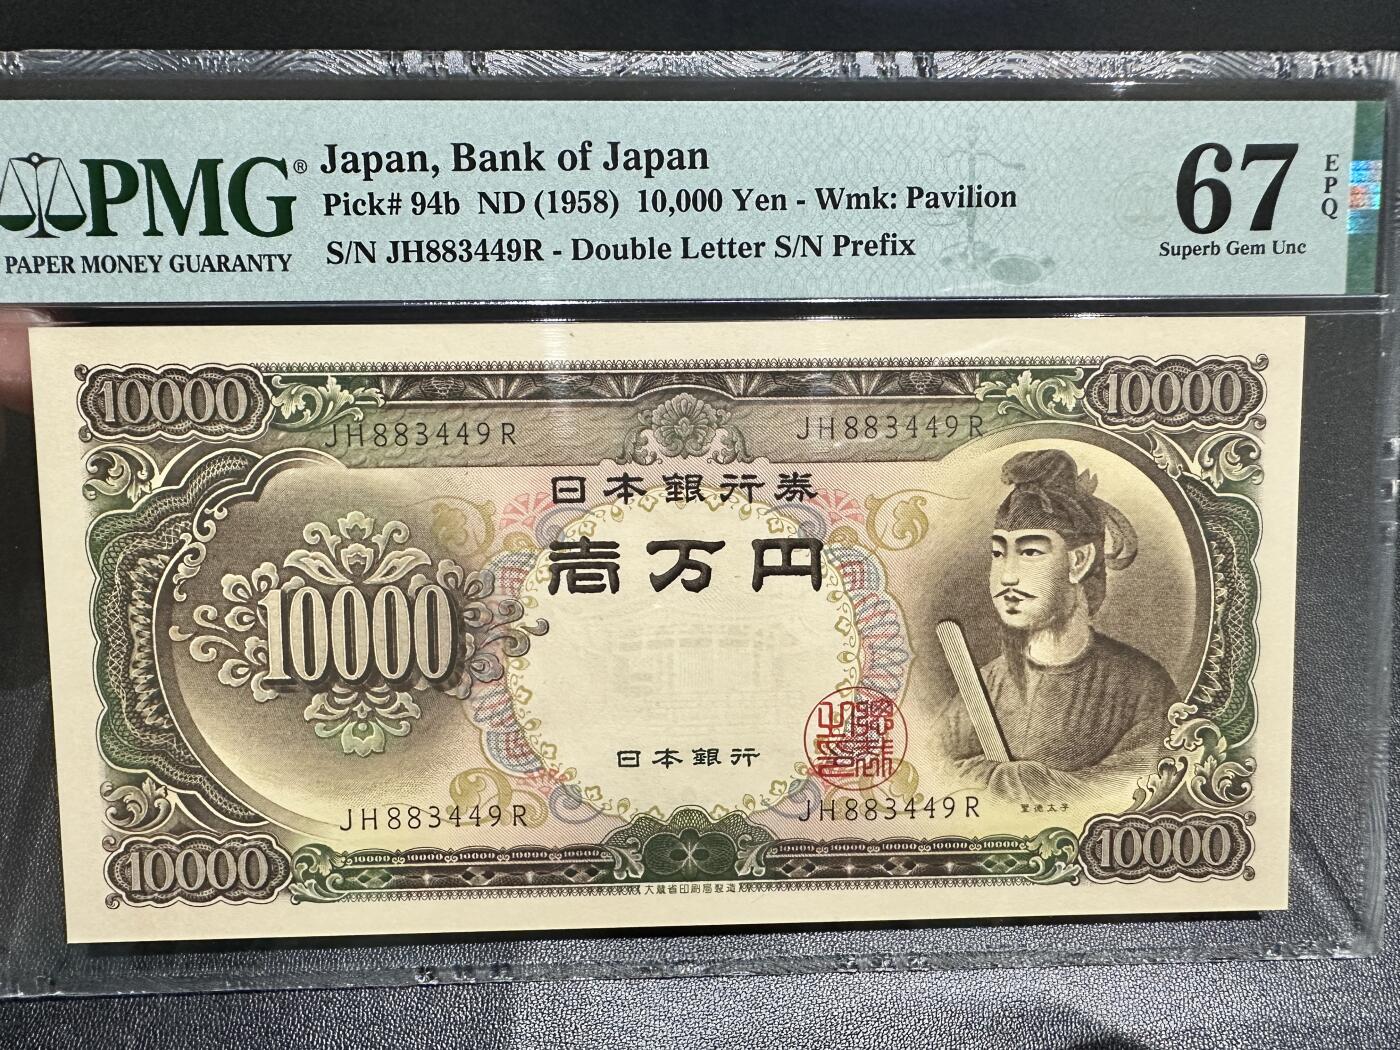 PMG®
PAPER MONEY GUARANTY
Japan, Bank of Japan
Pick# 94b ND (1958) 10,000 Yen - Wmk: Pavilion
S/N JH883449R - Double Letter S/N Prefix
67
EPQ
Superb Gem Unc
10000
10000
JH883449R
JH883449R
日本銀行券
壱万円
10000
日本銀行
JH883449R
JH883449R
聖徳太子
10000
10000
大蔵省印刷局製造